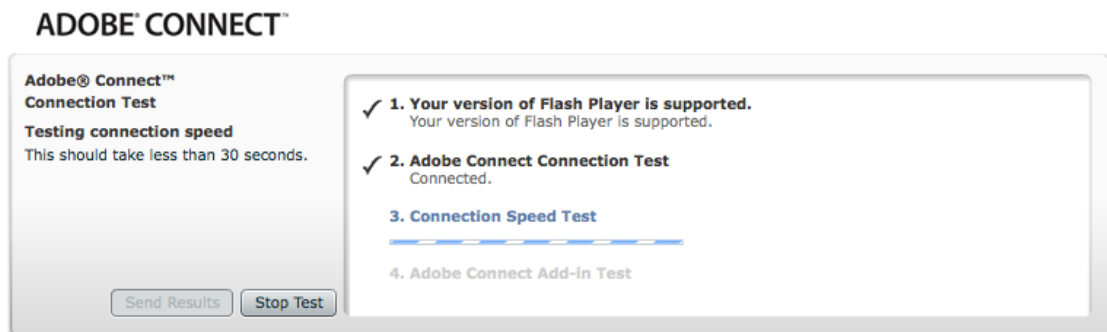 ADOBE® CONNECT™
Adobe® Connect™
Connection Test
Testing connection speed
This should take less than 30 seconds.
Send Results
Stop Test
1. Your version of Flash Player is supported.
Your version of Flash Player is supported.
2. Adobe Connect Connection Test
Connected.
3. Connection Speed Test
4. Adobe Connect Add-in Test